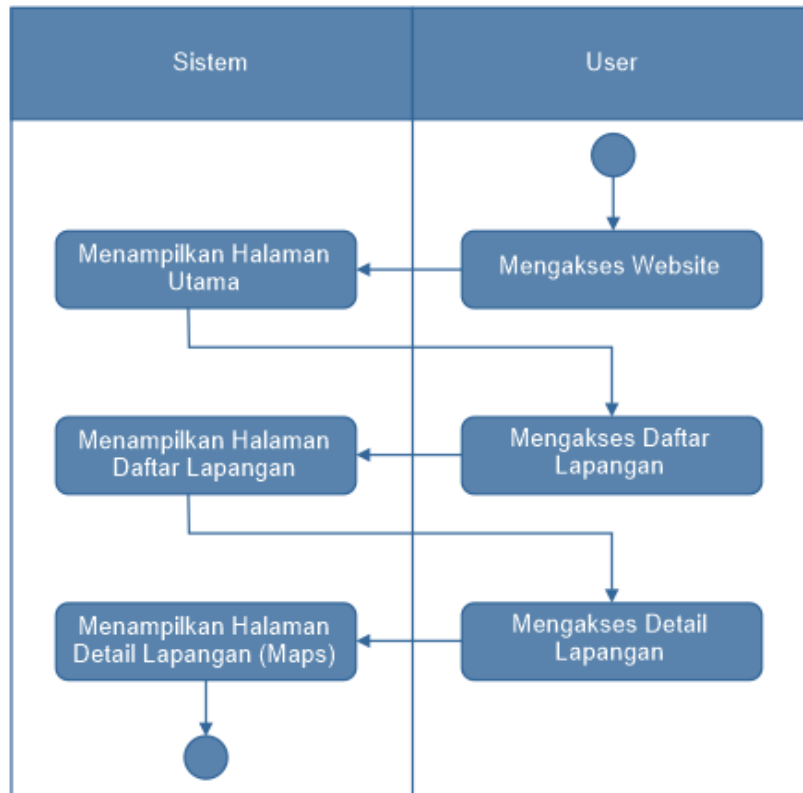 Sistem
User
Menampilkan Halaman
Utama
Mengakses Website
Menampilkan Halaman
Daftar Lapangan
Mengakses Daftar
Lapangan
Menampilkan Halaman
Detail Lapangan (Maps)
Mengakses Detail
Lapangan